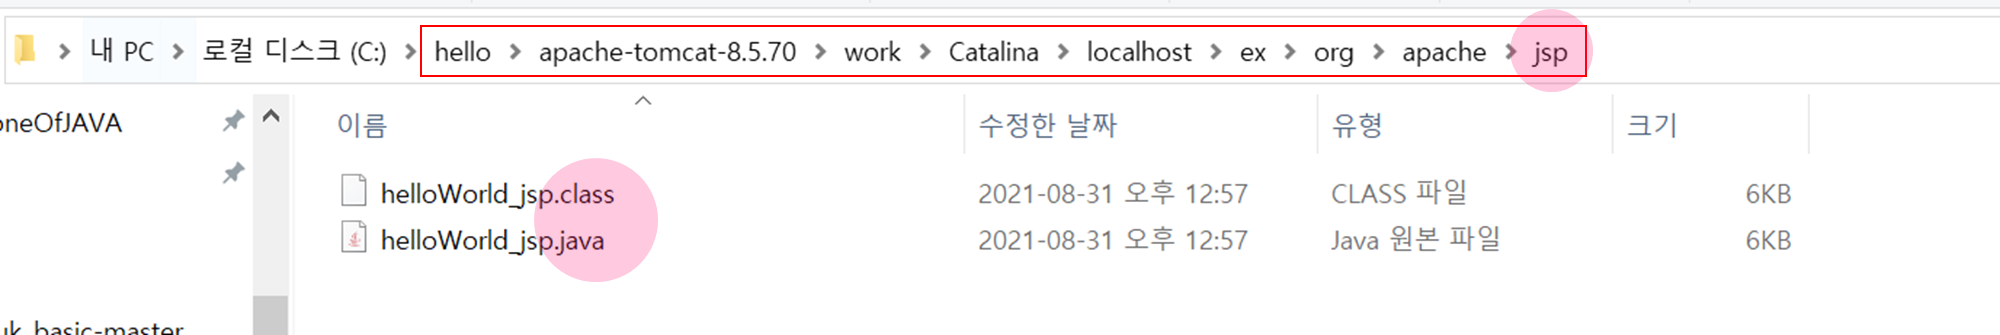 내 PC 로컬 디스크 (C:) hello apache-tomcat-8.5.70 work Catalina localhost ex org apache jsp
oneOfJAVA
이름 수정한 날짜 유형 크기
helloWorld_jsp.class 2021-08-31 오후 12:57 CLASS 파일 6KB
helloWorld_jsp.java 2021-08-31 오후 12:57 Java 원본 파일 6KB
uk_basic-master